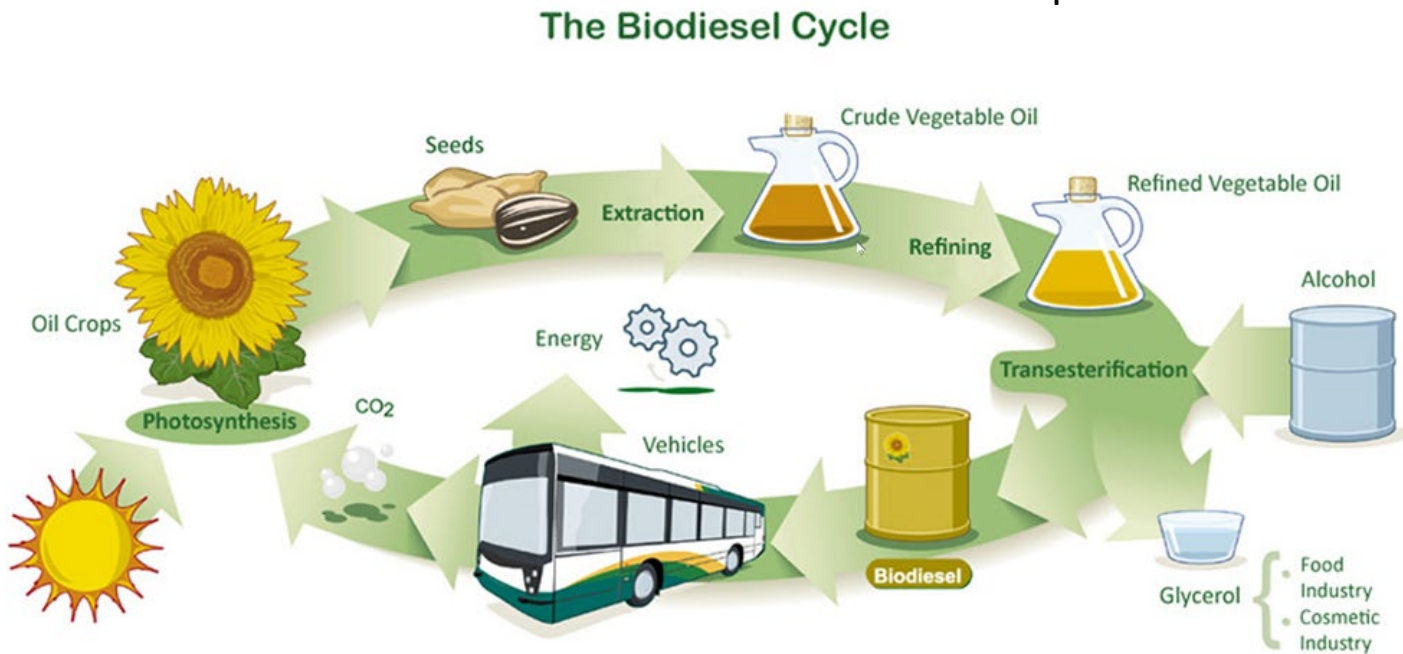 The Biodiesel Cycle
Crude Vegetable Oil
Seeds
Refined Vegetable Oil
Extraction
Refining
Alcohol
Oil Crops
Energy
Transesterification
Photosynthesis
CO2
Vehicles
Biodiesel
Glycerol
· Food
Industry
· Cosmetic
Industry